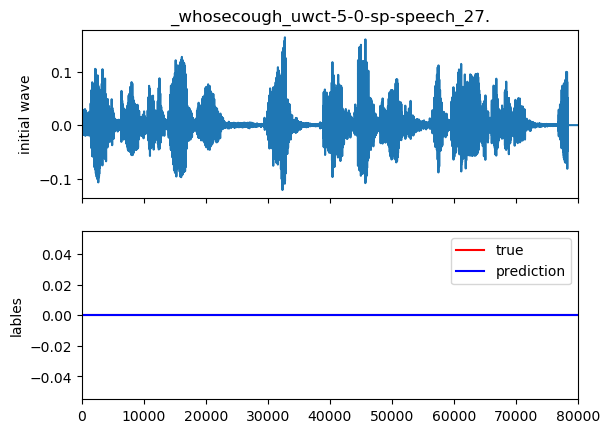 _whosecough_uwct-5-0-sp-speech_27.
initial wave
0.1
0.0
−0.1
lables
0.04
0.02
0.00
−0.02
−0.04
true
prediction
0 10000 20000 30000 40000 50000 60000 70000 80000